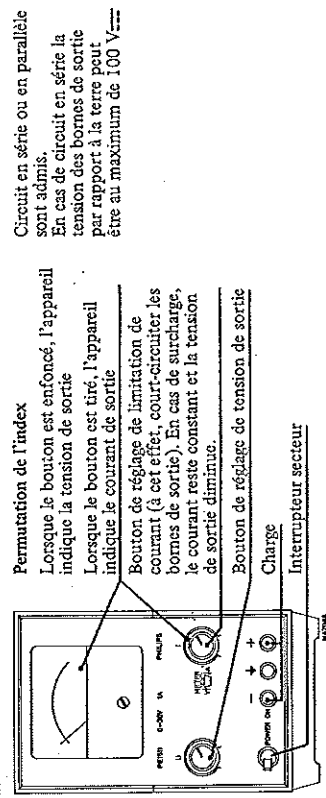 Permutation de l'index
Lorsque le bouton est enfoncé, l'appareil
indique la tension de sortie
Lorsque le bouton est tiré, l'appareil
indique le courant de sortie
Bouton de réglage de limitation de
courant (à cet effet, court-circuiter les
bornes de sortie). En cas de surcharge,
le courant reste constant et la tension
de sortie diminue.
Bouton de réglage de tension de sortie
Charge
Interrupteur secteur
Circuit en série ou en parallèle
sont admis.
En cas de circuit en série la
tension des bornes de sortie
par rapport à la terre peut
être au maximum de 100 V⎓
0-30V 1A PHILIPS
U
I
METER
POWER ON
− +